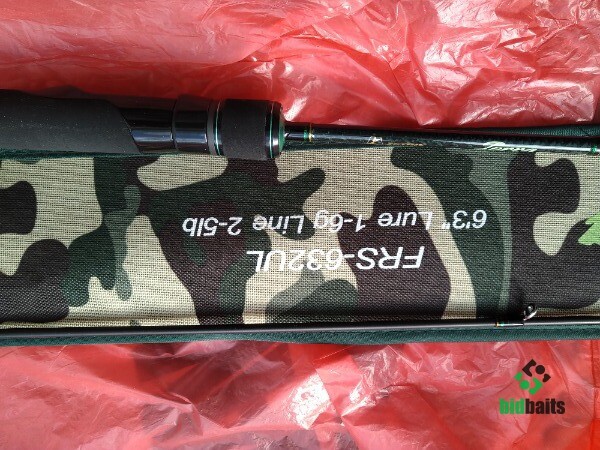 FRS-632UL
6'3" Lure 1-6g Line 2-5lb
bidbaits